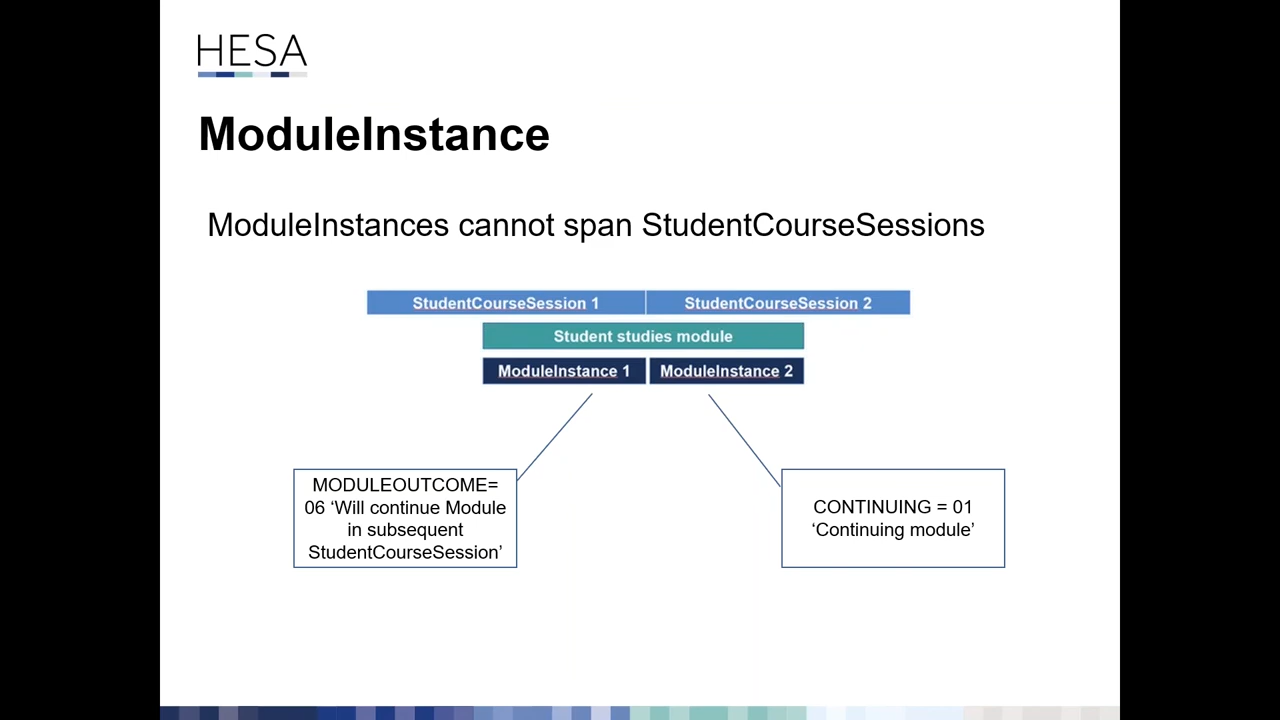 HESA
ModuleInstance
ModuleInstances cannot span StudentCourseSessions
StudentCourseSession 1
StudentCourseSession 2
Student studies module
ModuleInstance 1
ModuleInstance 2
MODULEOUTCOME=
06 ‘Will continue Module
in subsequent
StudentCourseSession’
CONTINUING = 01
‘Continuing module’